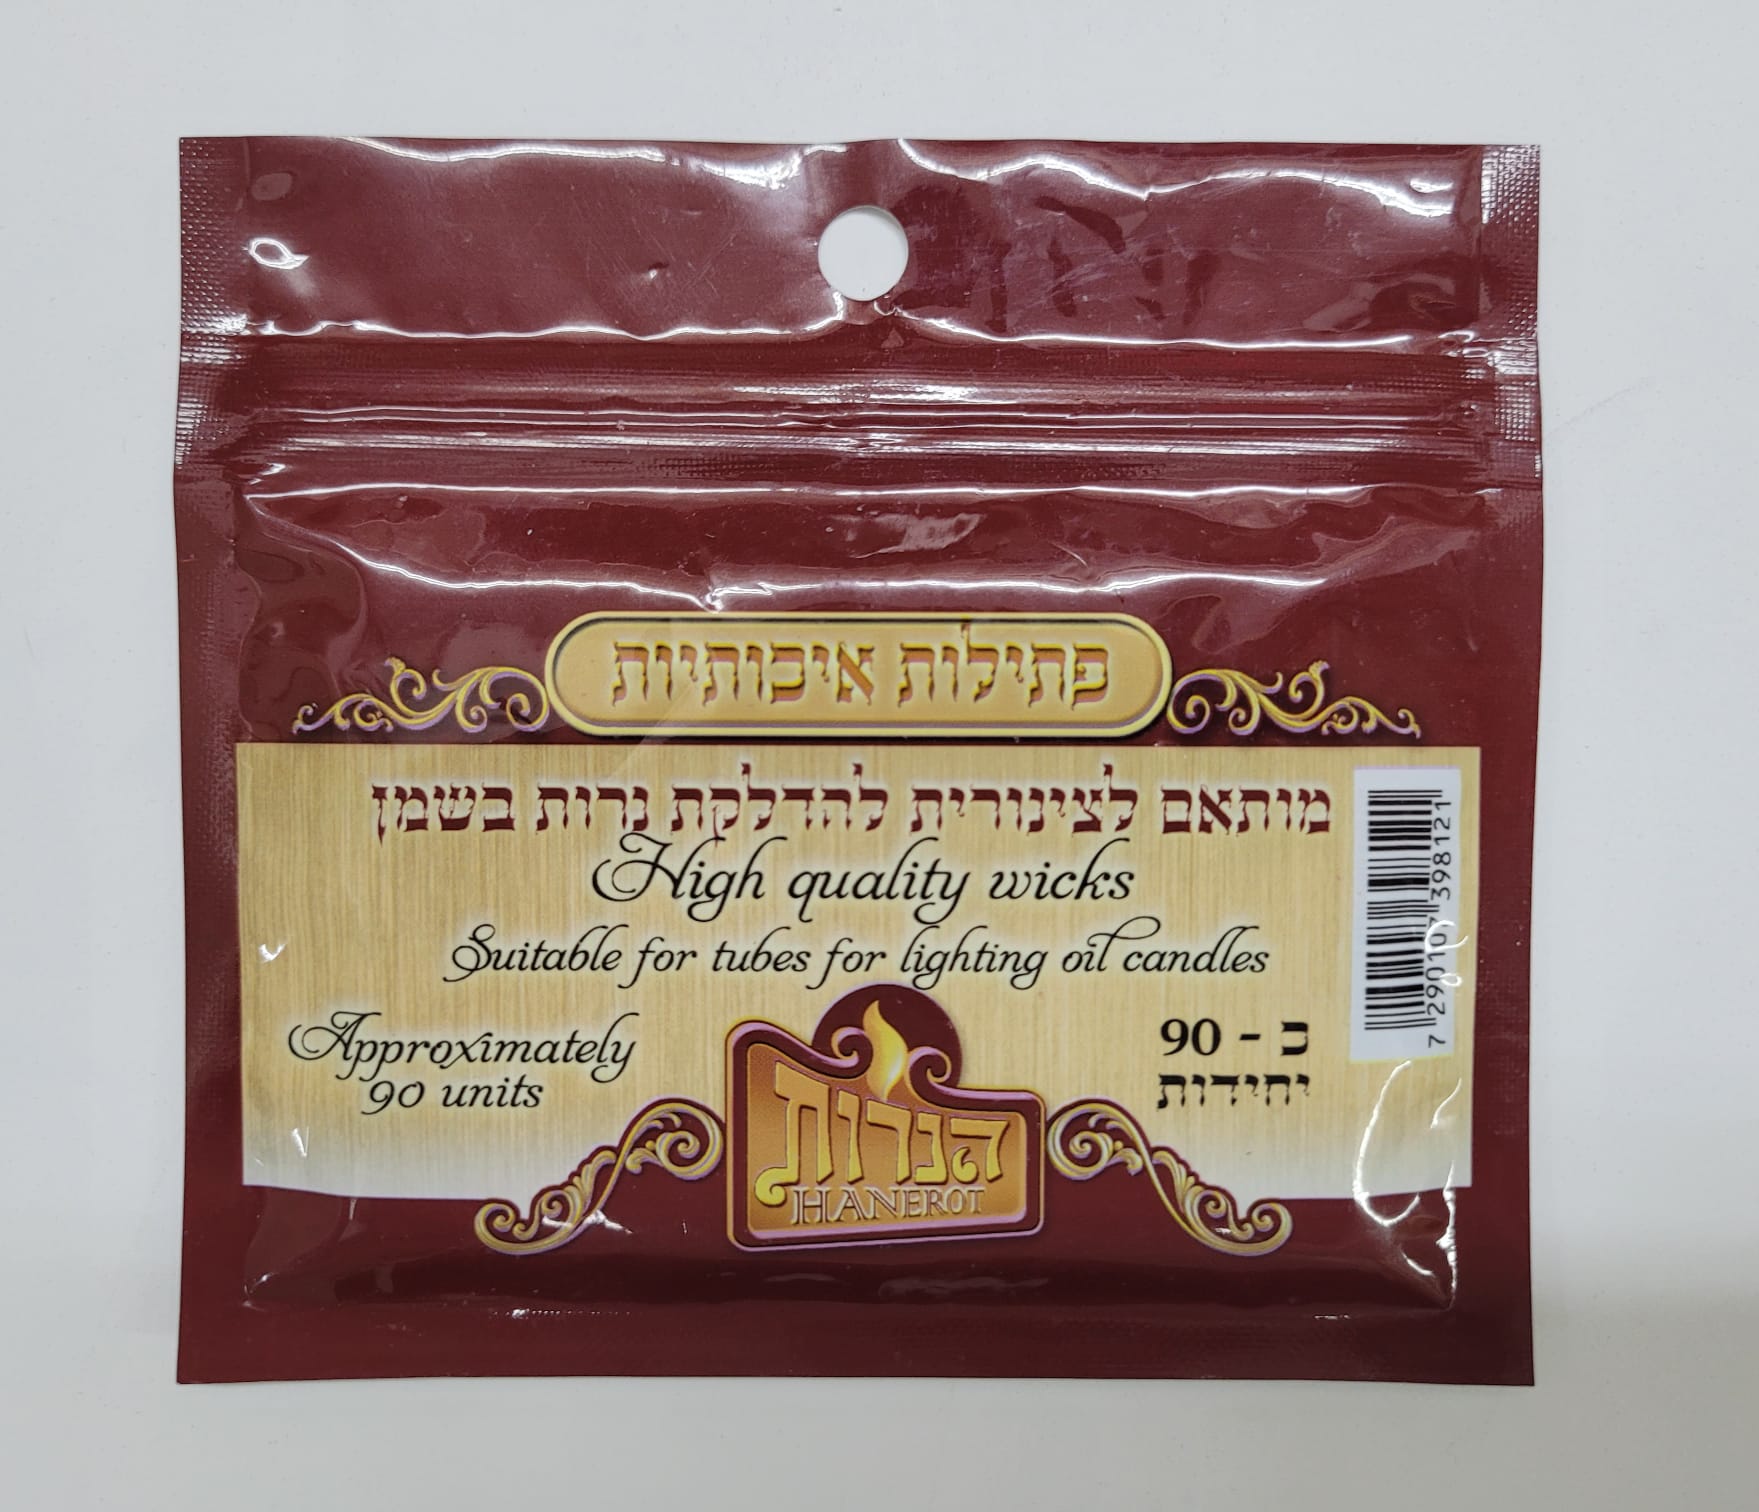 פתילות איכותיות
מותאם לצינורית להדלקת נרות בשמן
High quality wicks
Suitable for tubes for lighting oil candles
Approximately
90 units
כ - 90
יחידות
הנרות
HANEROT
7 290107 398121